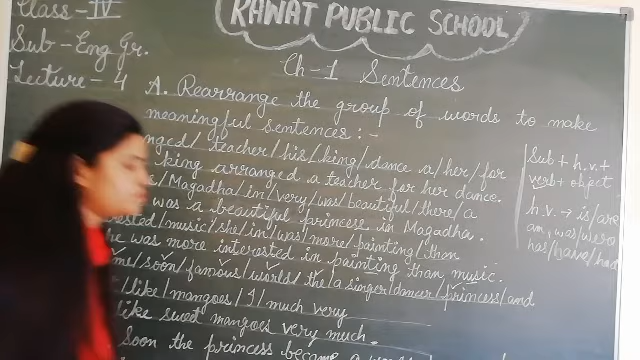 Class - IV
RAWAT PUBLIC SCHOOL
Sub - Eng Gr.
Lecture - 4
Ch-1 Sentences
A. Rearrange the group of words to make
meaningful sentences :-
/ teacher/his/king/dance a/her/for
king arranged a teacher for her dance.
/Magadha/in/very/was/beautiful/there/a
was a beautiful princess in Magadha.
/music/she/in/was/more/painting/than
was more interested in painting than music.
/soon/famous/world/the/a singer/dancer/princess/and
/like/mangoes/I/much very
like sweet mangoes very much.
Soon the princess became a
Sub + h.v. +
verb + object
h.v. → is/are
am, was/were
has/have/had